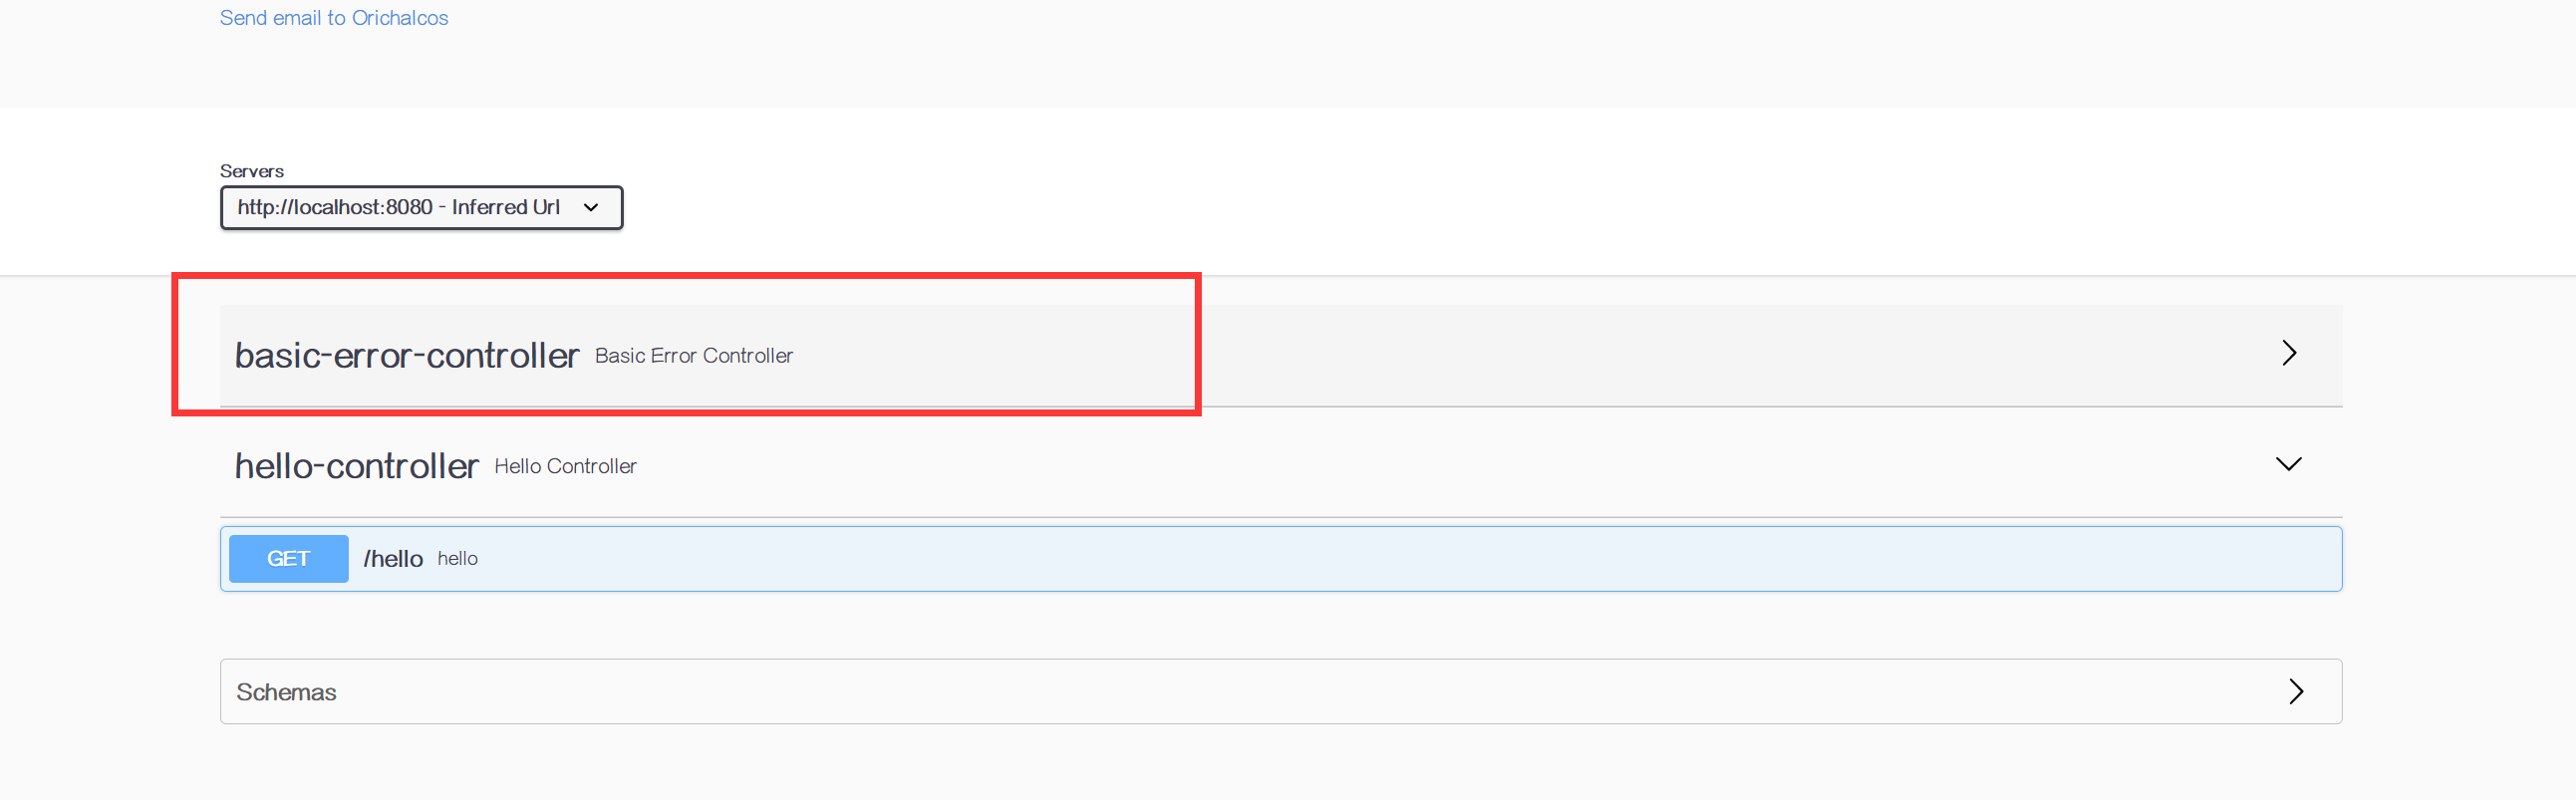 Send email to Orichalcos
Servers
http://localhost:8080 - Inferred Url
basic-error-controller Basic Error Controller
hello-controller Hello Controller
GET /hello hello
Schemas